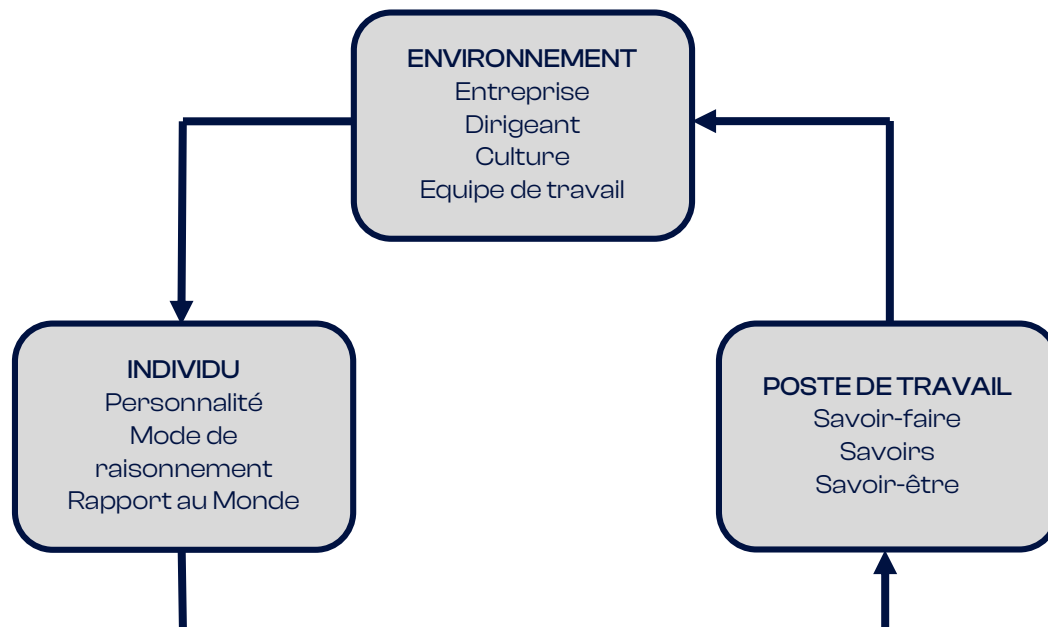 ENVIRONNEMENT
Entreprise
Dirigeant
Culture
Equipe de travail
INDIVIDU
Personnalité
Mode de
raisonnement
Rapport au Monde
POSTE DE TRAVAIL
Savoir-faire
Savoirs
Savoir-être